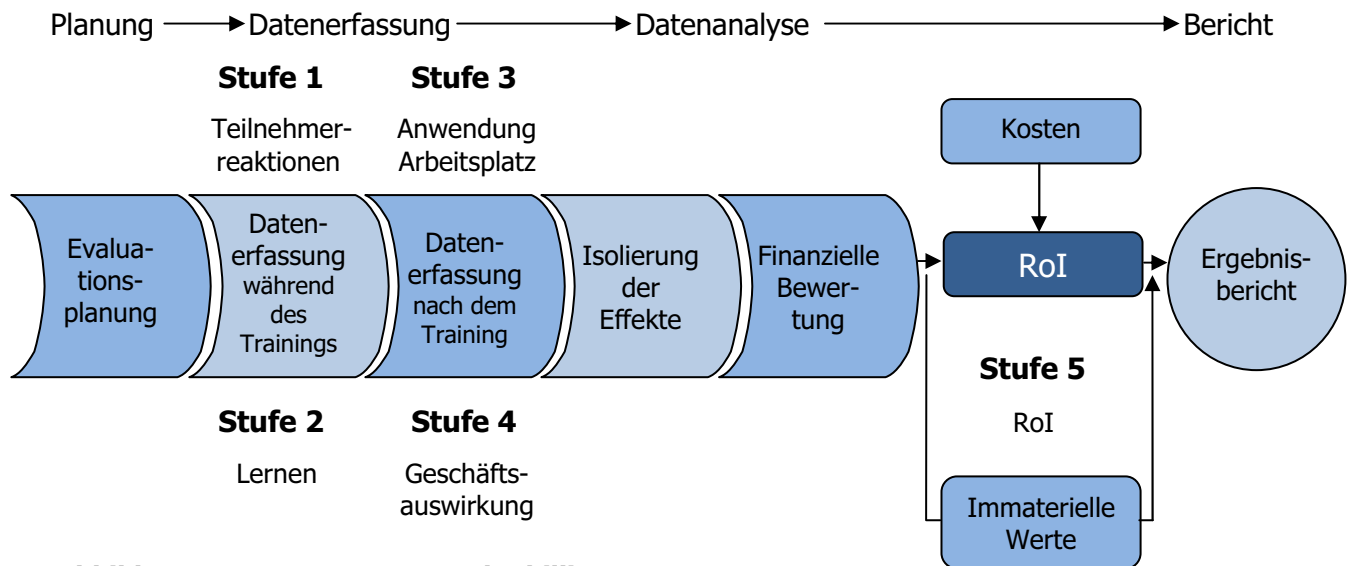 Planung Datenerfassung Datenanalyse Bericht
Stufe 1
Teilnehmer-
reaktionen
Stufe 3
Anwendung
Arbeitsplatz
Kosten
Evalua-
tions-
planung
Daten-
erfassung
während
des
Trainings
Daten-
erfassung
nach dem
Training
Isolierung
der
Effekte
Finanzielle
Bewer-
tung
RoI
Ergebnis-
bericht
Stufe 2
Lernen
Stufe 4
Geschäfts-
auswirkung
Stufe 5
RoI
Immaterielle
Werte